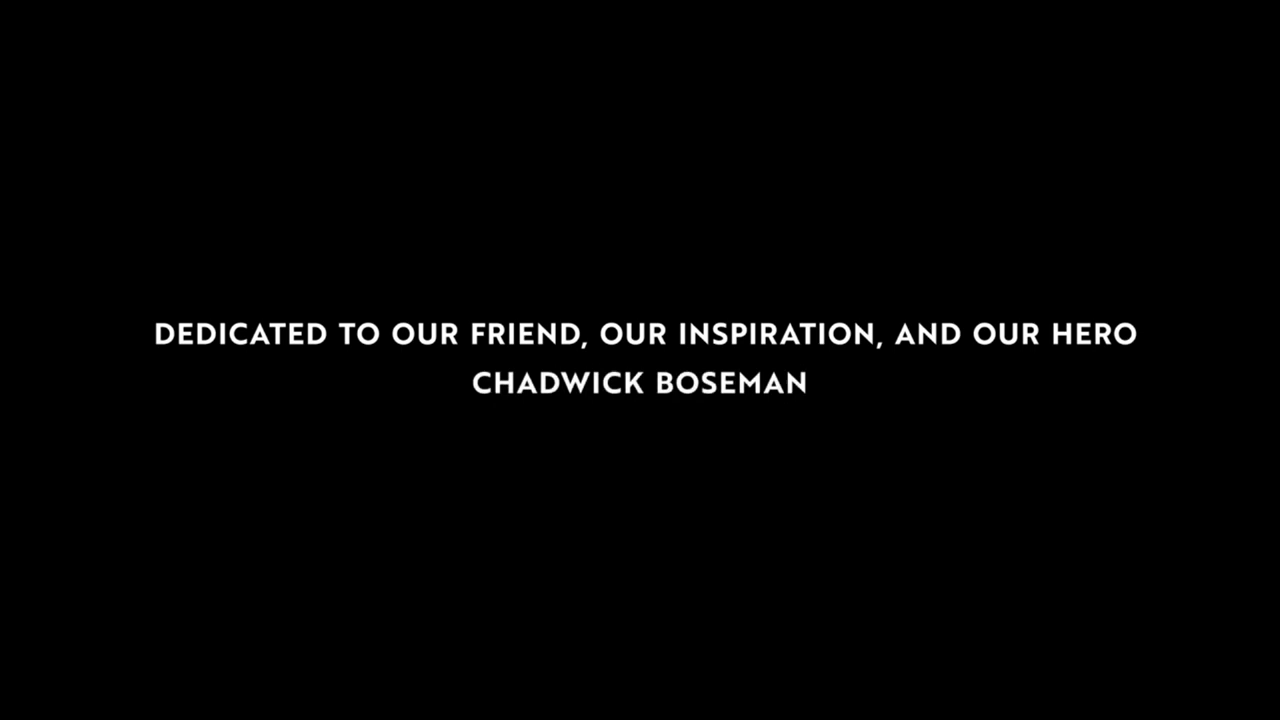 DEDICATED TO OUR FRIEND, OUR INSPIRATION, AND OUR HERO
CHADWICK BOSEMAN